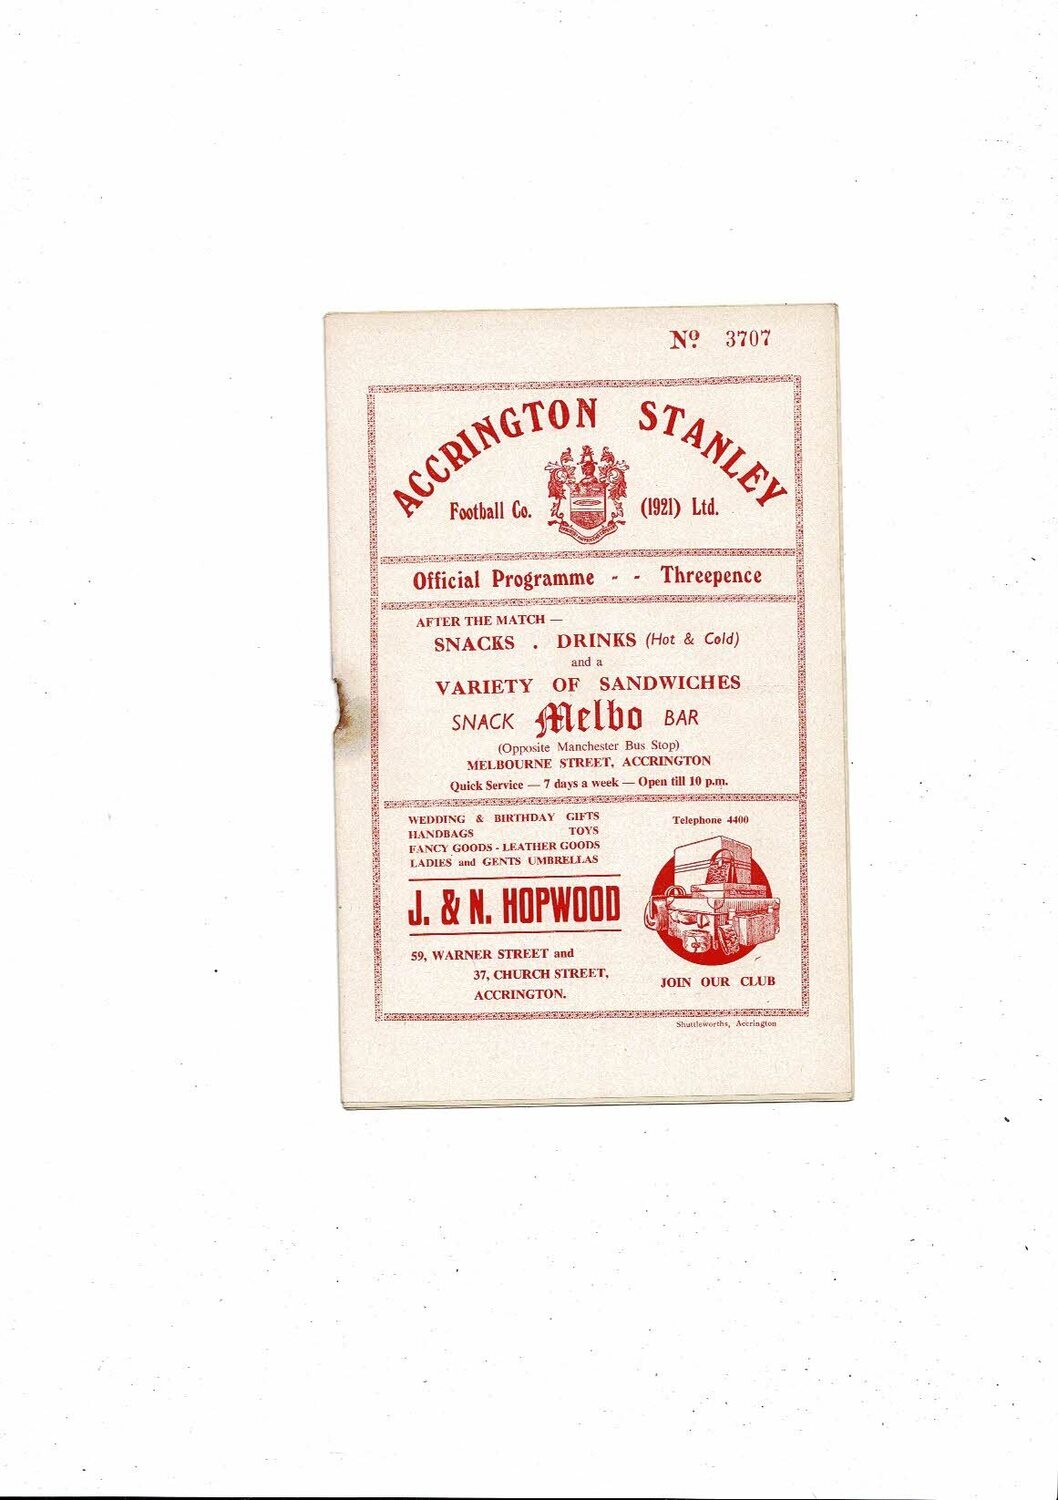 Nº 3707
ACCRINGTON STANLEY
Football Co. (1921) Ltd.
Official Programme - - Threepence
AFTER THE MATCH —
SNACKS . DRINKS (Hot & Cold)
and a
VARIETY OF SANDWICHES
SNACK Melbo BAR
(Opposite Manchester Bus Stop)
MELBOURNE STREET, ACCRINGTON
Quick Service — 7 days a week — Open till 10 p.m.
WEDDING & BIRTHDAY GIFTS
HANDBAGS TOYS
FANCY GOODS - LEATHER GOODS
LADIES and GENTS UMBRELLAS
J. & N. HOPWOOD
59, WARNER STREET and
37, CHURCH STREET,
ACCRINGTON.
Telephone 4400
JOIN OUR CLUB
Shuttleworths, Accrington